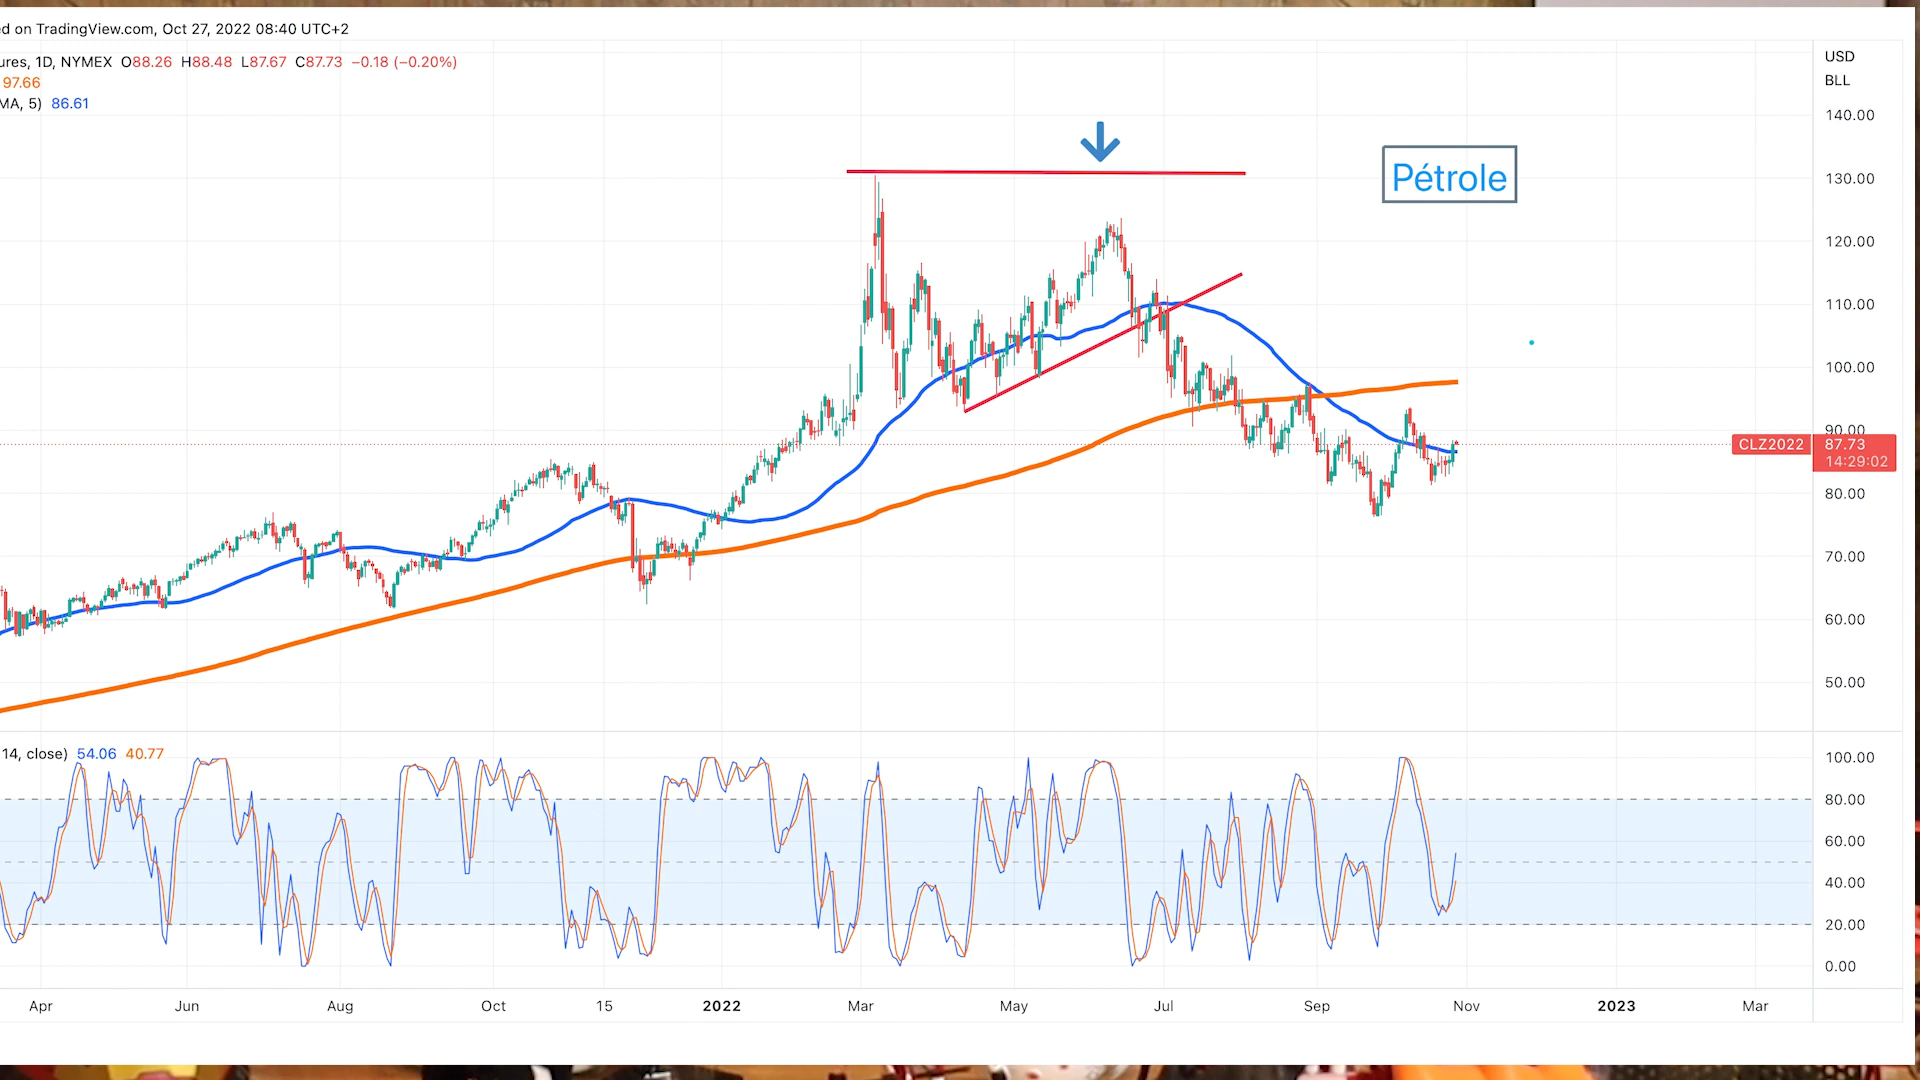 ed on TradingView.com, Oct 27, 2022 08:40 UTC+2
ures, 1D, NYMEX O88.26 H88.48 L87.67 C87.73 −0.18 (−0.20%)
97.66
MA, 5) 86.61
USD
BLL
140.00
Pétrole
130.00
120.00
110.00
100.00
90.00
CLZ2022 87.73
14:29:02
80.00
70.00
60.00
50.00
14, close) 54.06 40.77
100.00
80.00
60.00
40.00
20.00
0.00
Apr Jun Aug Oct 15 2022 Mar May Jul Sep Nov 2023 Mar